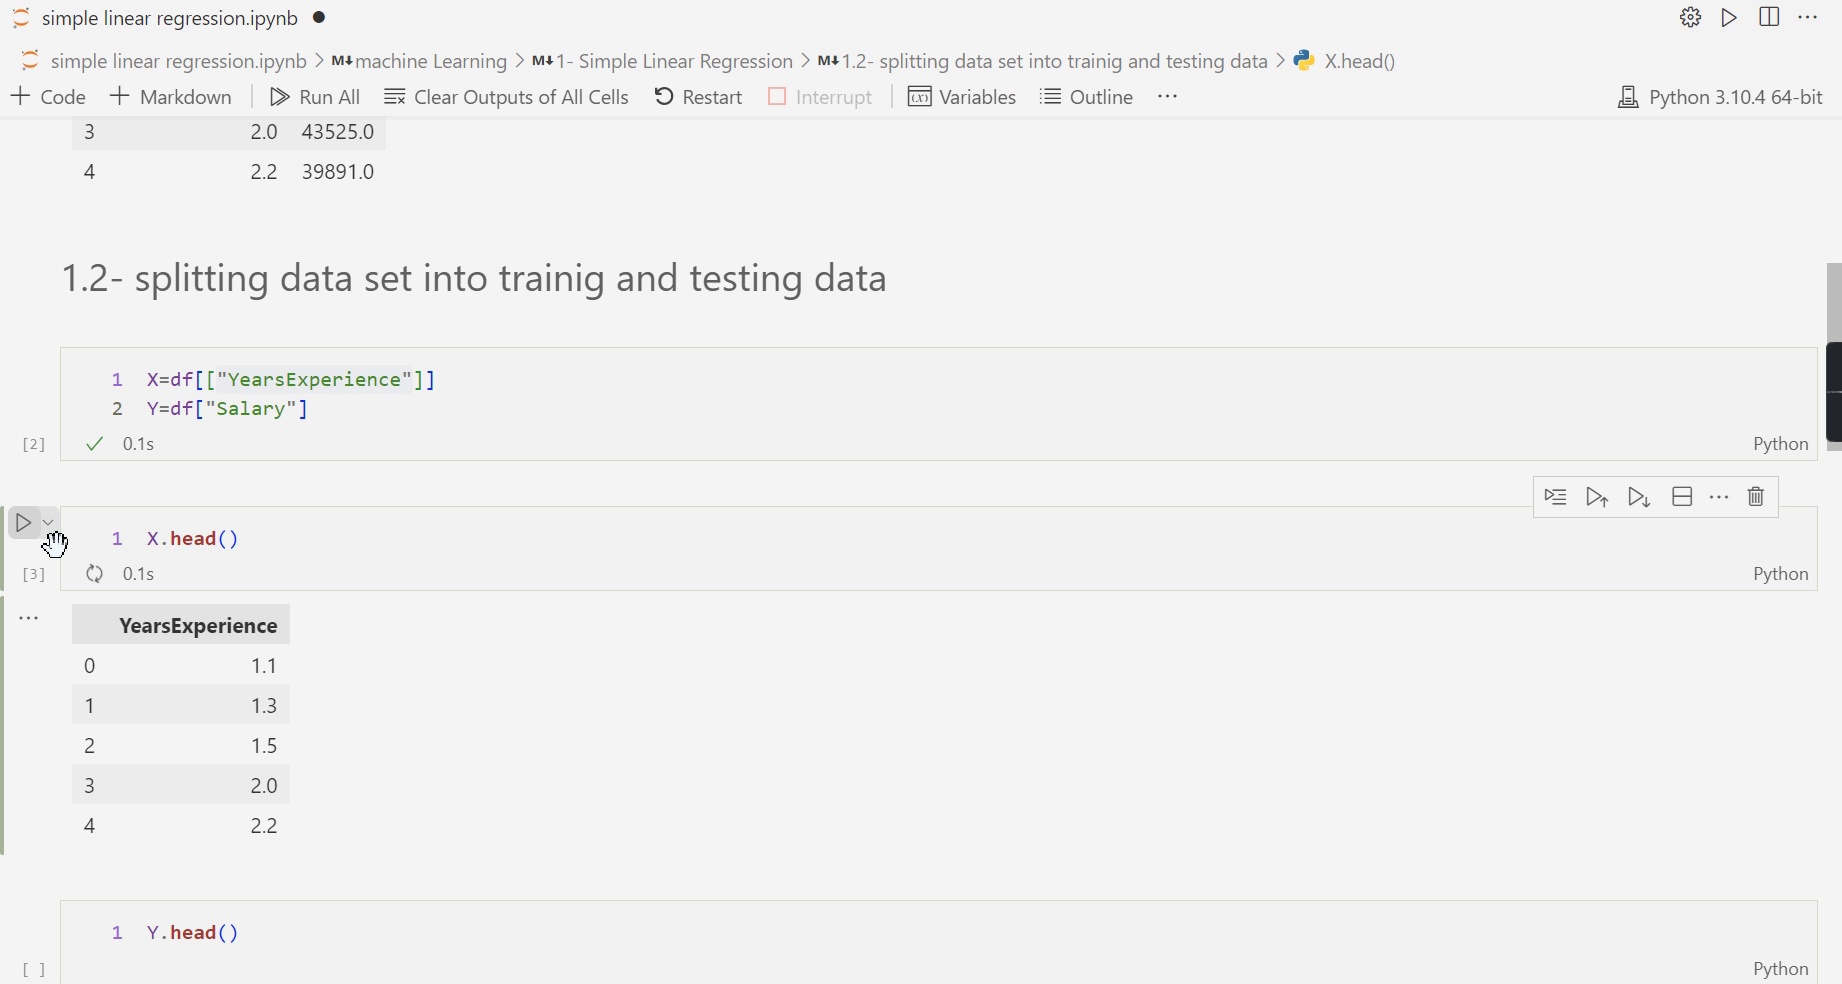 simple linear regression.ipynb
simple linear regression.ipynb > M↓ machine Learning > M↓ 1- Simple Linear Regression > M↓ 1.2- splitting data set into trainig and testing data > X.head()
+ Code + Markdown Run All Clear Outputs of All Cells Restart Interrupt Variables Outline ... Python 3.10.4 64-bit
3 2.0 43525.0
4 2.2 39891.0
1.2- splitting data set into trainig and testing data
1 X=df[["YearsExperience"]]
2 Y=df["Salary"]
[2] 0.1s Python
1 X.head()
[3] 0.1s Python
YearsExperience
0 1.1
1 1.3
2 1.5
3 2.0
4 2.2
1 Y.head()
[ ] Python